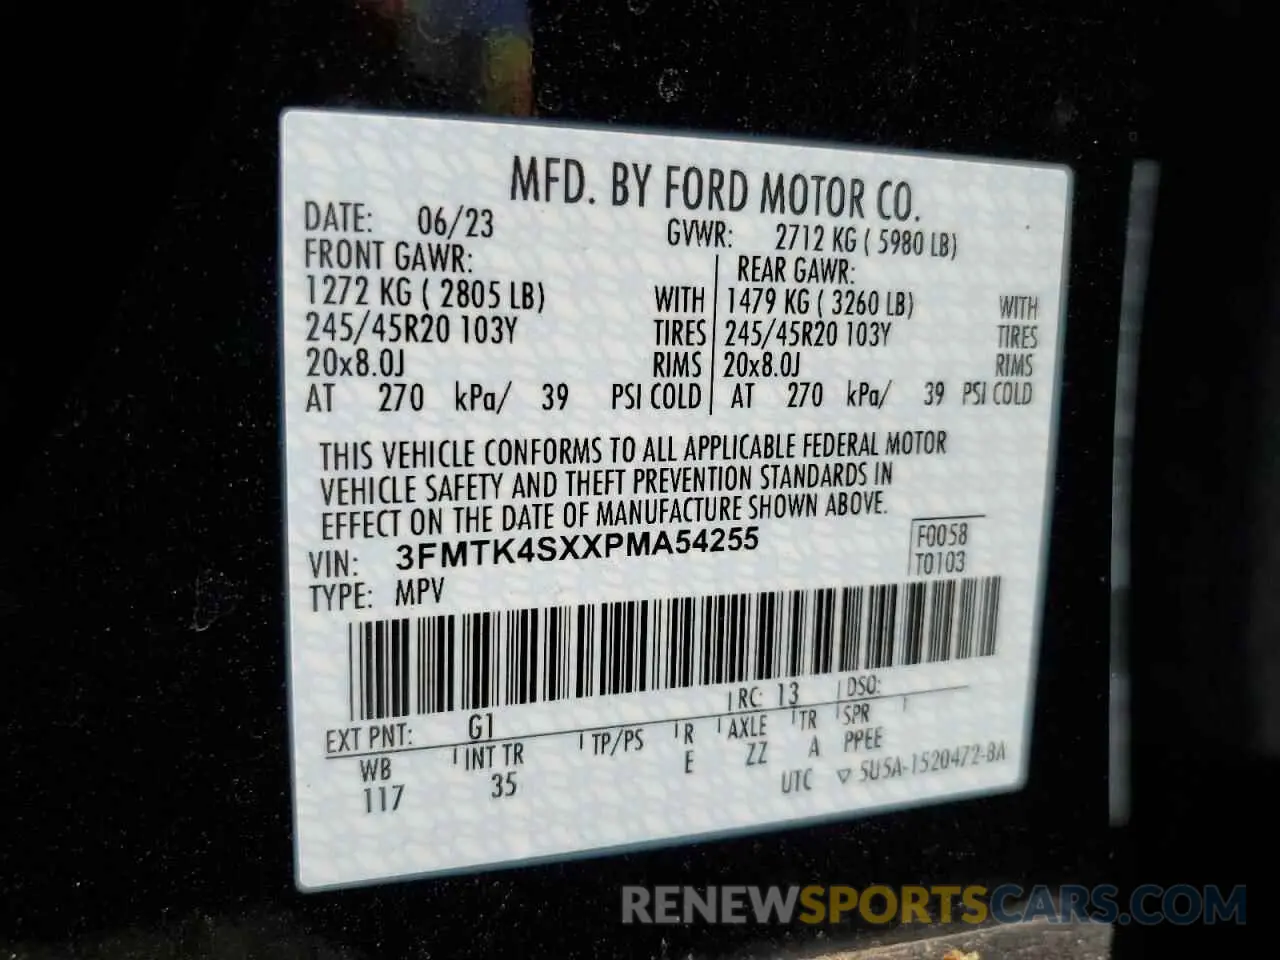 MFD. BY FORD MOTOR CO.
DATE: 06/23 GVWR: 2712 KG ( 5980 LB)
FRONT GAWR: REAR GAWR:
1272 KG ( 2805 LB) WITH 1479 KG ( 3260 LB) WITH
245/45R20 103Y TIRES 245/45R20 103Y TIRES
20x8.0J RIMS 20x8.0J RIMS
AT 270 kPa/ 39 PSI COLD AT 270 kPa/ 39 PSI COLD
THIS VEHICLE CONFORMS TO ALL APPLICABLE FEDERAL MOTOR
VEHICLE SAFETY AND THEFT PREVENTION STANDARDS IN
EFFECT ON THE DATE OF MANUFACTURE SHOWN ABOVE.
VIN: 3FMTK4SXXPMA54255 F0058
TYPE: MPV T0103
EXT PNT: G1 RC: 13 DSO:
WB INT TR TP/PS R AXLE TR SPR
117 35 E ZZ A PPEE
UTC ▽ 5U5A-1520472-BA
RENEWSPORTSCARS.COM